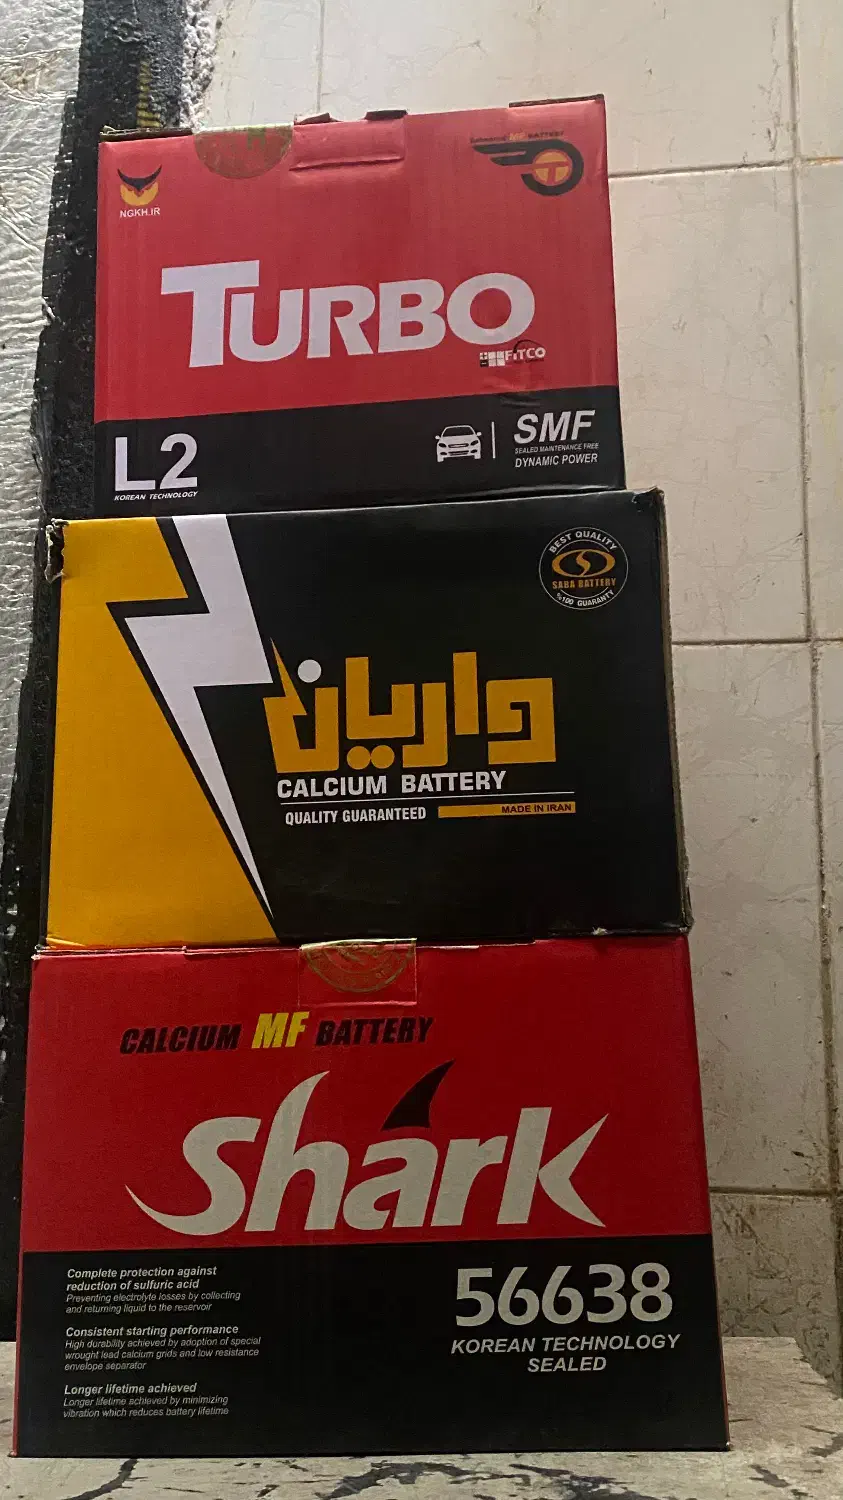 NGKH.IR
MF BATTERY
TURBO
FITCO
L2
KOREAN TECHNOLOGY
SMF
SEALED MAINTENANCE FREE
DYNAMIC POWER
BEST QUALITY
SABA BATTERY
%100 GUARANTY
واریان
CALCIUM BATTERY
QUALITY GUARANTEED
MADE IN IRAN
CALCIUM MF BATTERY
Shark
Complete protection against
reduction of sulfuric acid
Preventing electrolyte losses by collecting
and returning liquid to the reservoir
Consistent starting performance
High durability achieved by adoption of special
wrought lead calcium grids and low resistance
envelope separator
Longer lifetime achieved
Longer lifetime achieved by minimizing
vibration which reduces battery lifetime
56638
KOREAN TECHNOLOGY
SEALED